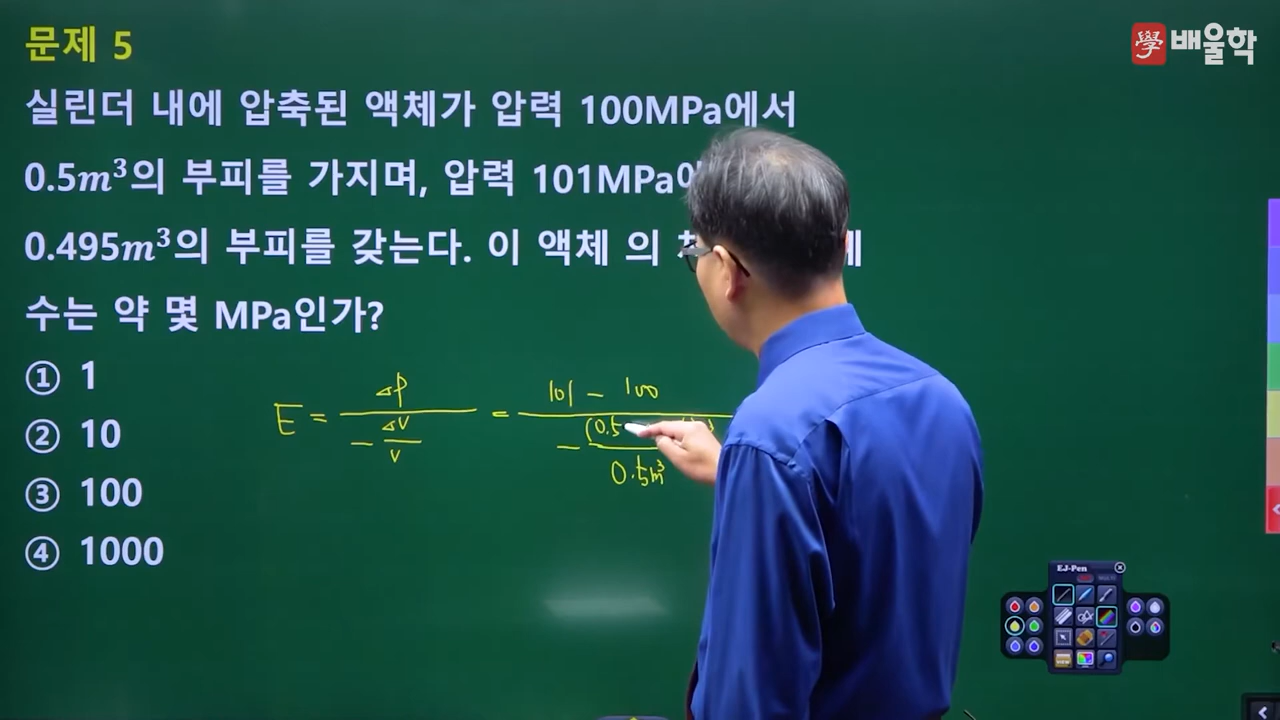 문제 5
學 배울학
실린더 내에 압축된 액체가 압력 100MPa에서
0.5m³의 부피를 가지며, 압력 101MPa에
0.495m³의 부피를 갖는다. 이 액체 의
수는 약 몇 MPa인가?
① 1
② 10
③ 100
④ 1000
E = ΔP / - ΔV / V = 101 - 100 / - (0.5 / 0.5m³
EJ-Pen